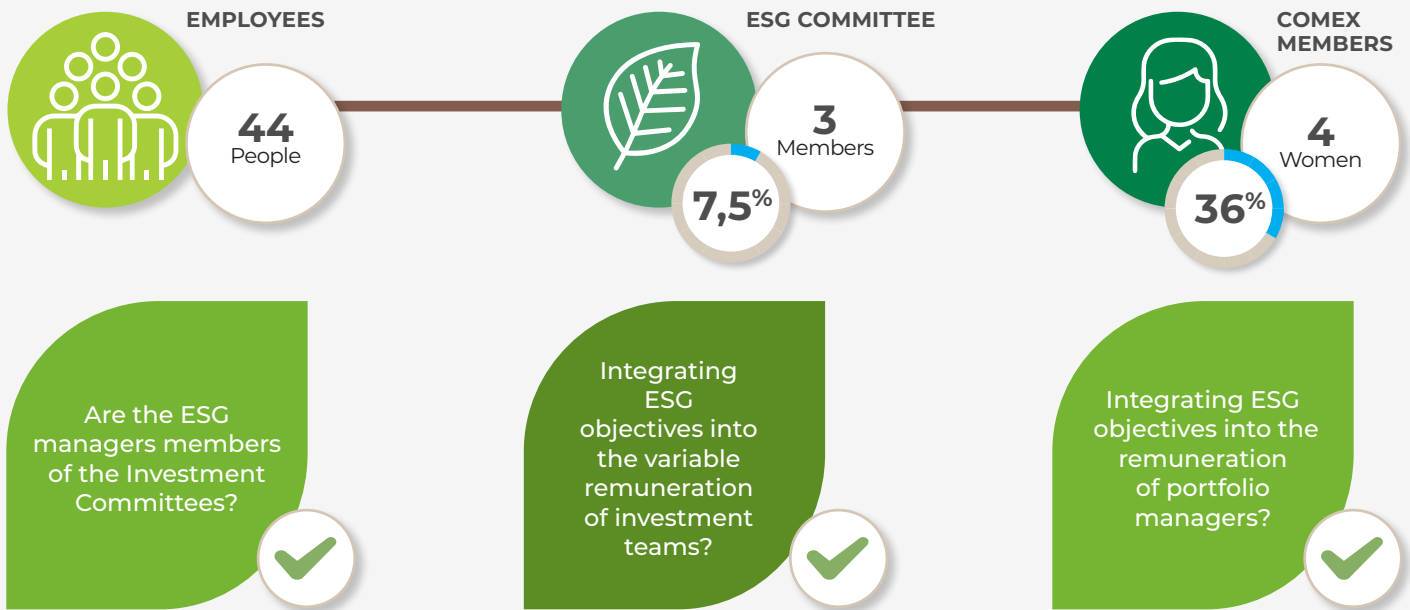 EMPLOYEES
44
People
ESG COMMITTEE
3
Members
7,5%
COMEX
MEMBERS
4
Women
36%
Are the ESG
managers members
of the Investment
Committees?
Integrating
ESG
objectives into
the variable
remuneration
of investment
teams?
Integrating ESG
objectives into the
remuneration
of portfolio
managers?